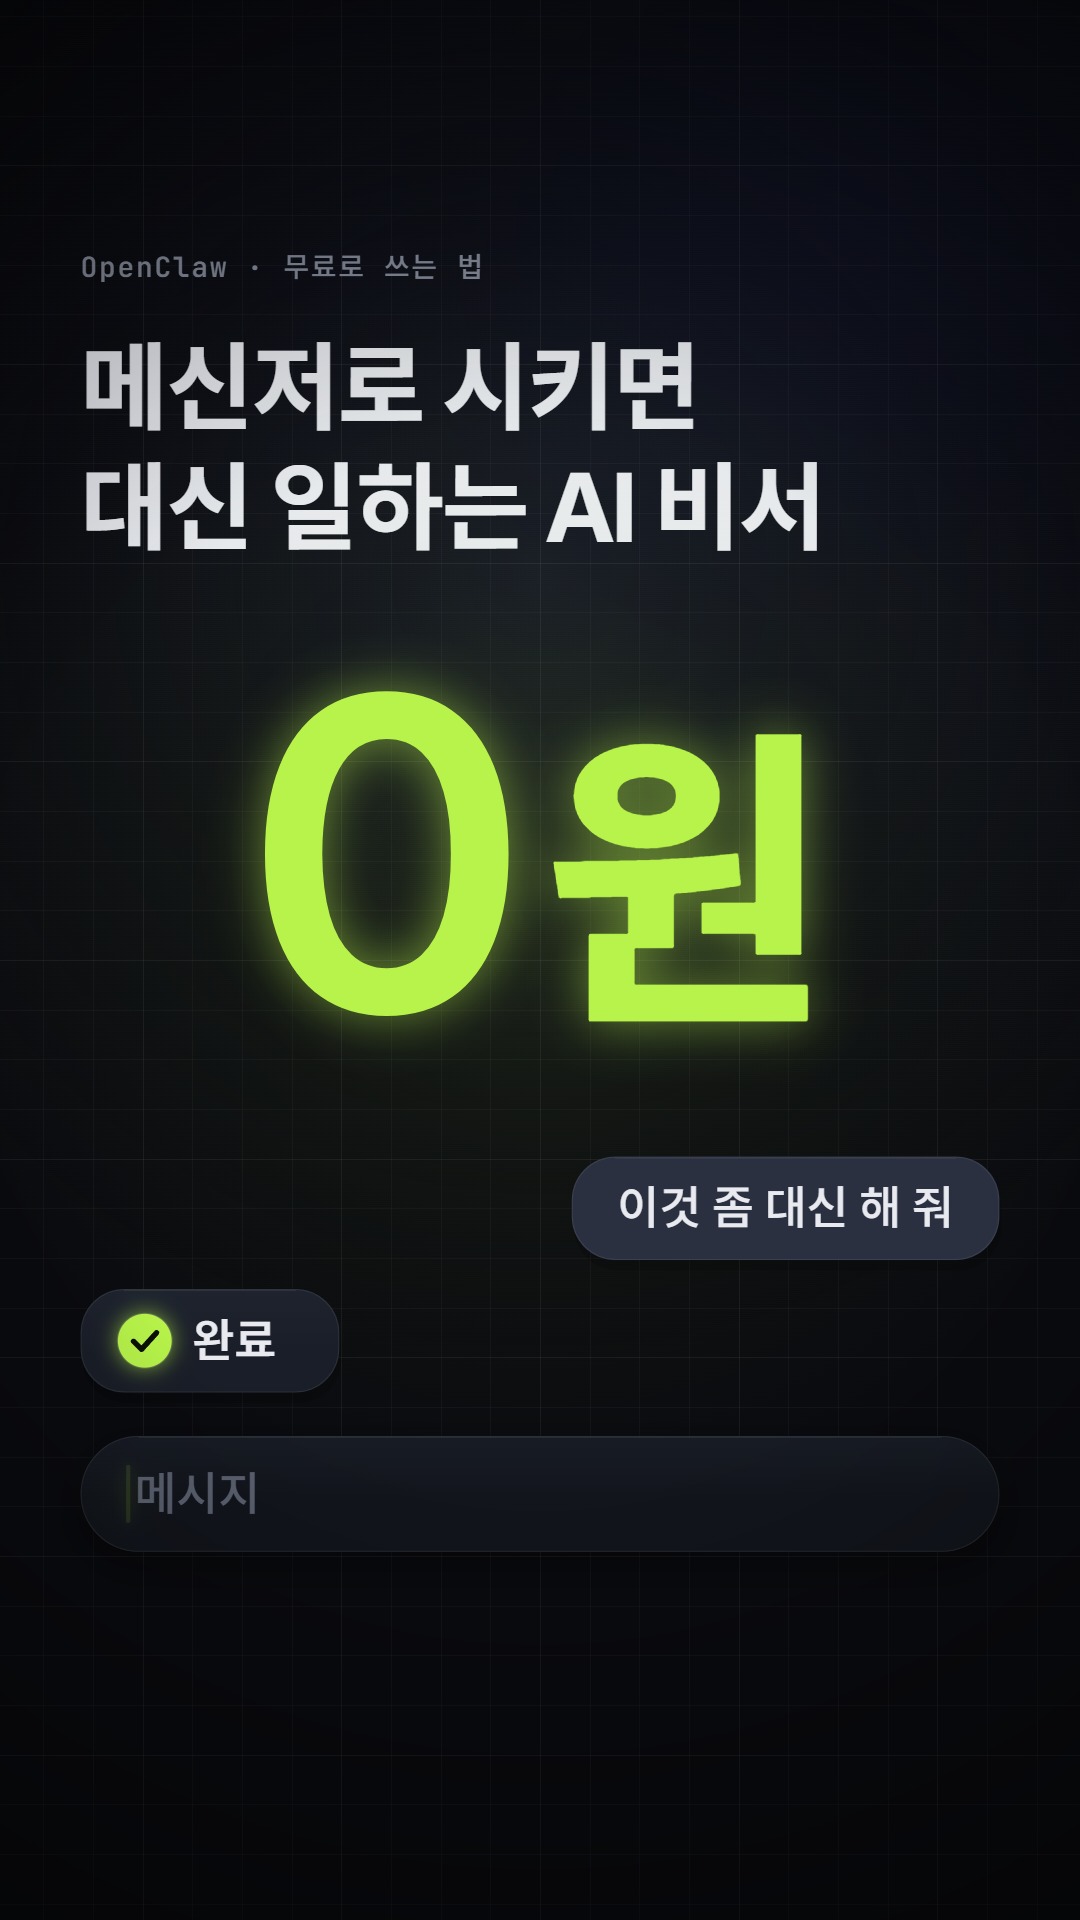 OpenClaw · 무료로 쓰는 법
메신저로 시키면
대신 일하는 AI 비서
0원
이것 좀 대신 해 줘
완료
메시지